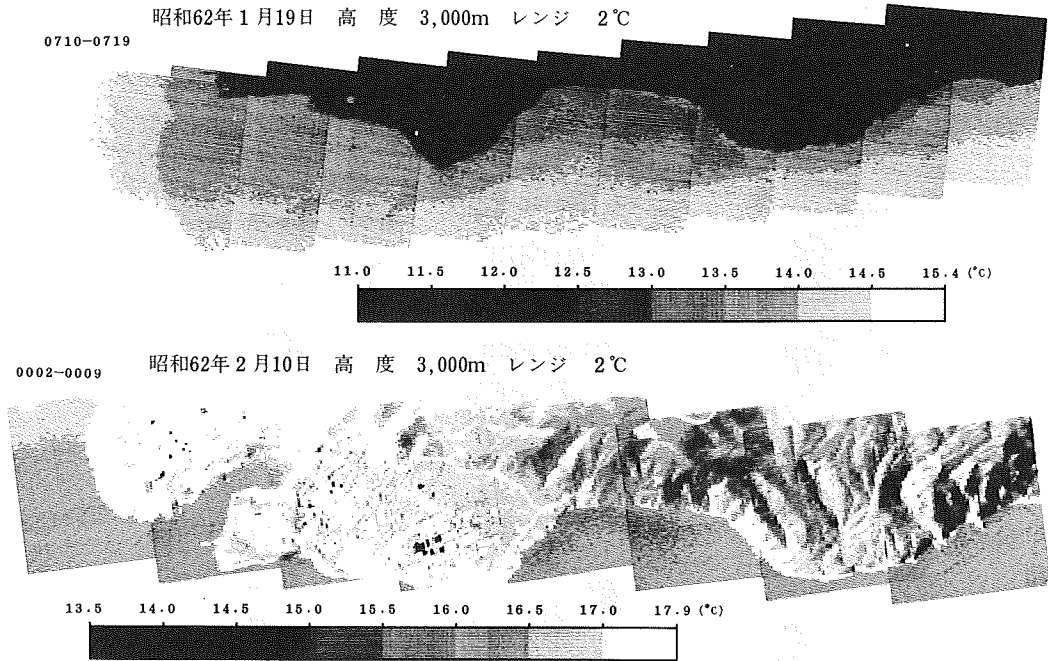 昭和62年1月19日 高度 3,000m レンジ 2℃
0710-0719
11.0 11.5 12.0 12.5 13.0 13.5 14.0 14.5 15.4 (℃)
昭和62年2月10日 高度 3,000m レンジ 2℃
0002-0009
13.5 14.0 14.5 15.0 15.5 16.0 16.5 17.0 17.9 (℃)